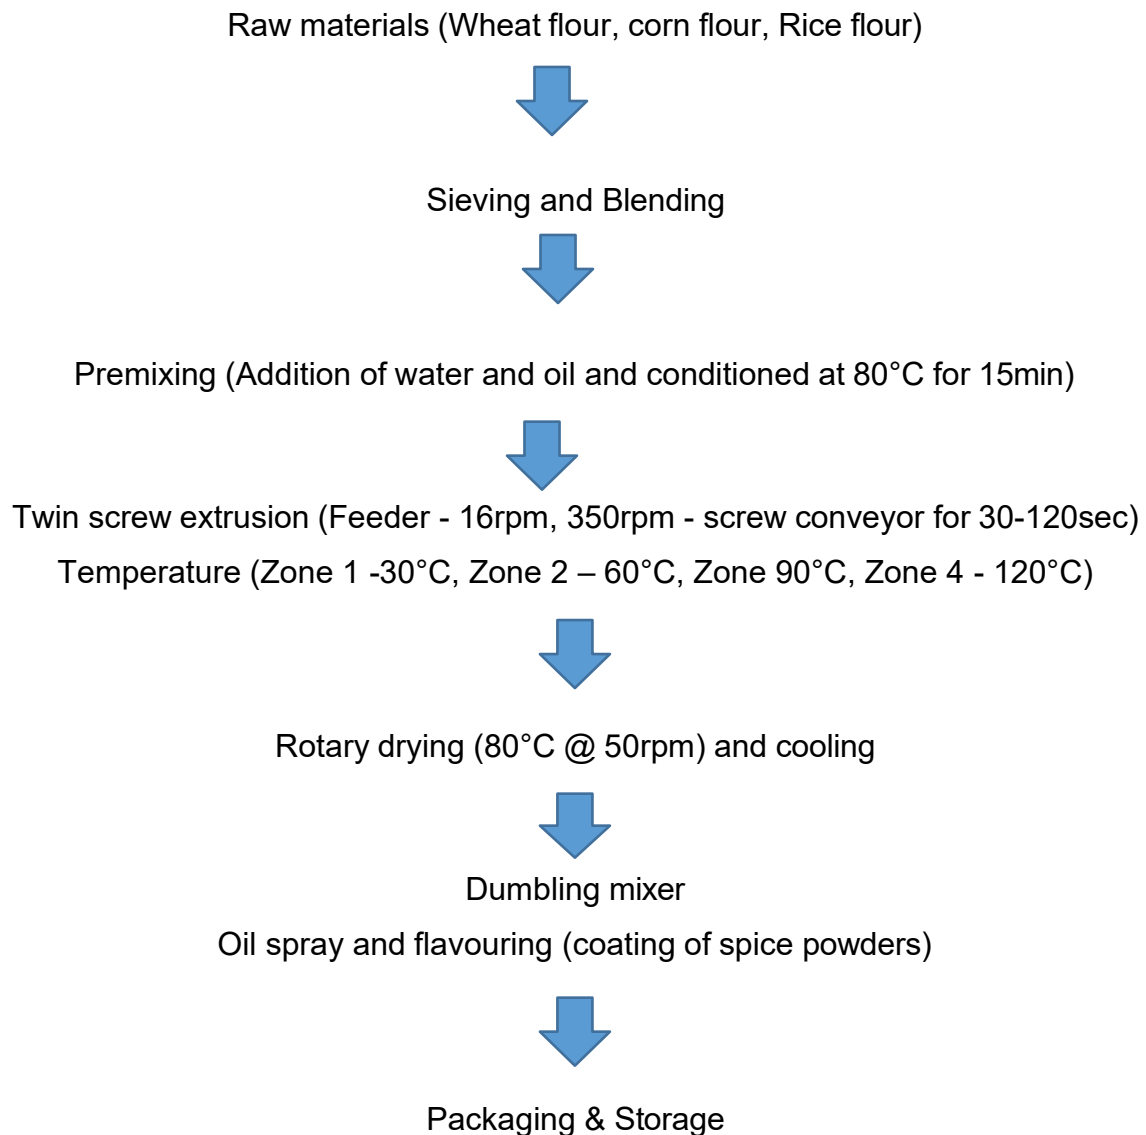 Raw materials (Wheat flour, corn flour, Rice flour)
Sieving and Blending
Premixing (Addition of water and oil and conditioned at 80°C for 15min)
Twin screw extrusion (Feeder - 16rpm, 350rpm - screw conveyor for 30-120sec)
Temperature (Zone 1 -30°C, Zone 2 – 60°C, Zone 90°C, Zone 4 - 120°C)
Rotary drying (80°C @ 50rpm) and cooling
Dumbling mixer
Oil spray and flavouring (coating of spice powders)
Packaging & Storage